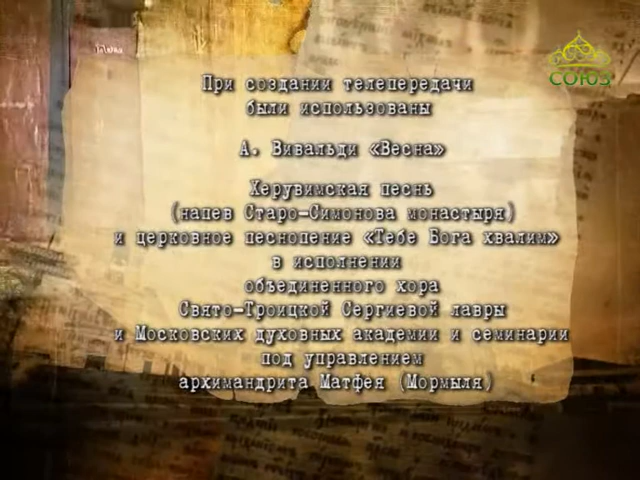 СОЮЗ
При создании телепередачи
были использованы
А. Вивальди «Весна»
Херувимская песнь
(напев Старо-Симонова монастыря)
и церковное песнопение «Тебе Бога хвалим»
в исполнении
объединенного хора
Свято-Троицкой Сергиевой лавры
и Московских духовных академии и семинарии
под управлением
архимандрита Матфея (Мормыля)